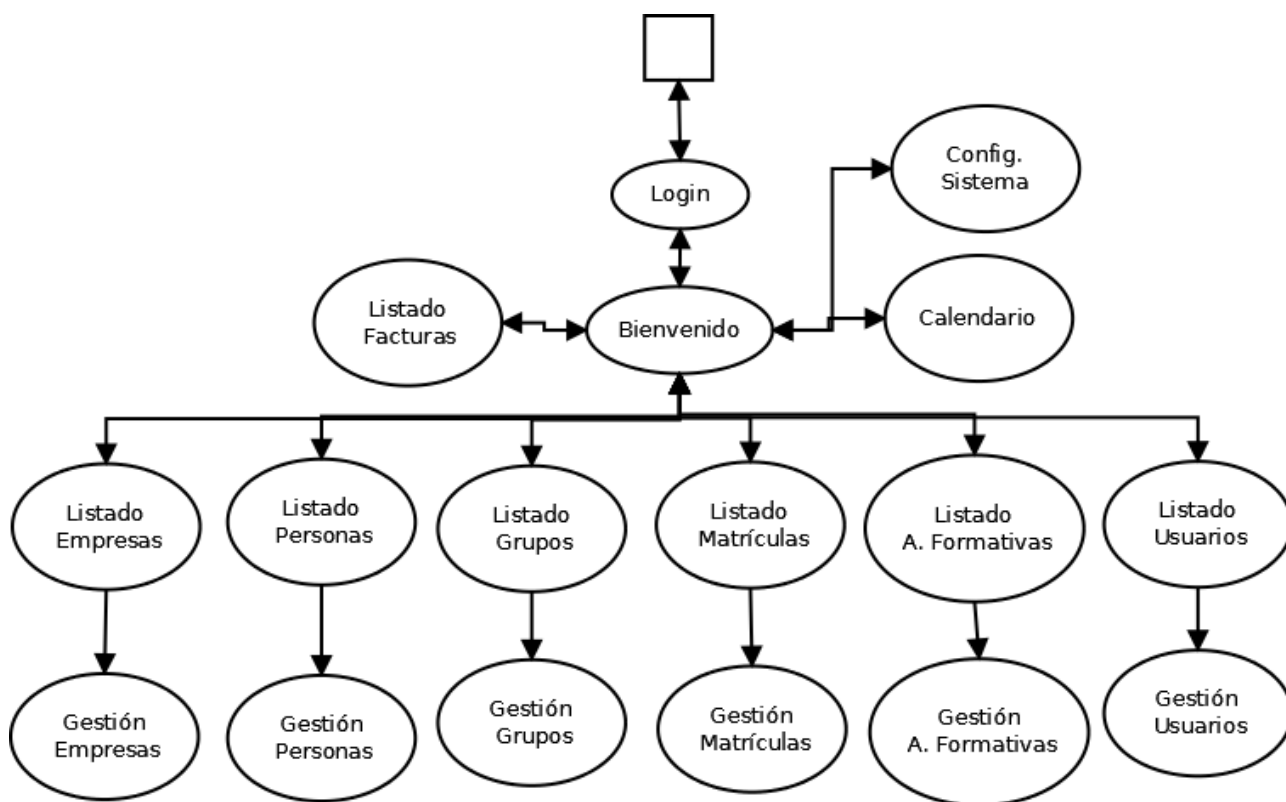 Config.
Sistema
Login
Listado
Facturas
Bienvenido
Calendario
Listado
Empresas
Listado
Personas
Listado
Grupos
Listado
Matrículas
Listado
A. Formativas
Listado
Usuarios
Gestión
Empresas
Gestión
Personas
Gestión
Grupos
Gestión
Matrículas
Gestión
A. Formativas
Gestión
Usuarios